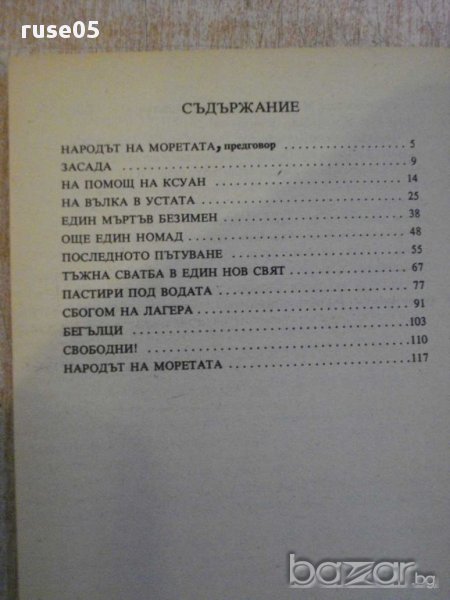 ruse05
СЪДЪРЖАНИЕ
НАРОДЪТ НА МОРЕТАТА, предговор . . . . . . . . . . . . . . . . 5
ЗАСАДА . . . . . . . . . . . . . . . . 9
НА ПОМОЩ НА КСУАН . . . . . . . . . . . . . . . . 14
НА ВЪЛКА В УСТАТА . . . . . . . . . . . . . . . . 25
ЕДИН МЪРТЪВ БЕЗИМЕН . . . . . . . . . . . . . . . . 38
ОЩЕ ЕДИН НОМАД . . . . . . . . . . . . . . . . 48
ПОСЛЕДНОТО ПЪТУВАНЕ . . . . . . . . . . . . . . . . 55
ТЪЖНА СВАТБА В ЕДИН НОВ СВЯТ . . . . . . . . . . . . . . . . 67
ПАСТИРИ ПОД ВОДАТА . . . . . . . . . . . . . . . . 77
СБОГОМ НА ЛАГЕРА . . . . . . . . . . . . . . . . 91
БЕГЪЛЦИ . . . . . . . . . . . . . . . . 103
СВОБОДНИ! . . . . . . . . . . . . . . . . 110
НАРОДЪТ НА МОРЕТАТА . . . . . . . . . . . . . . . . 117
bazar.bg